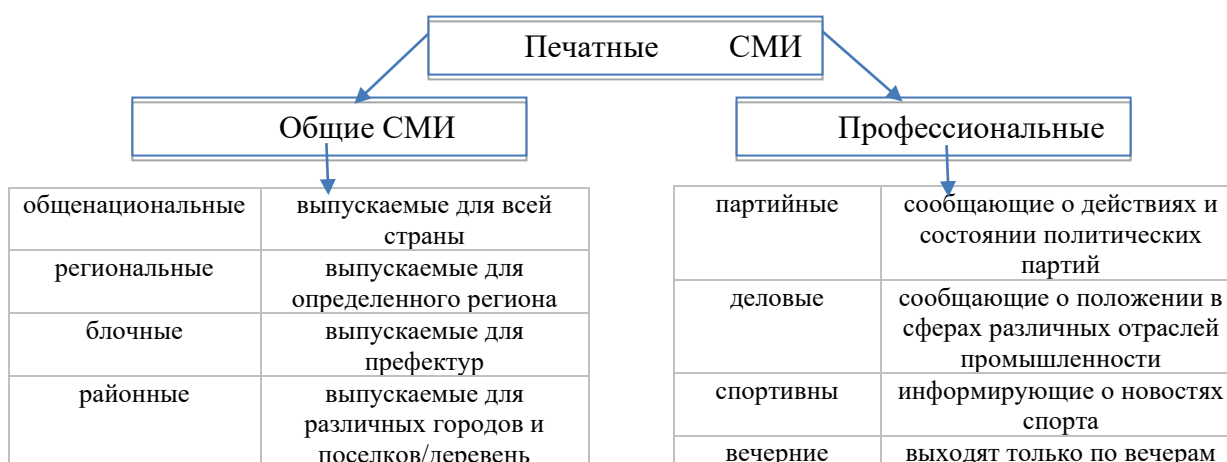 Печатные СМИ
Общие СМИ
Профессиональные
общенациональные
выпускаемые для всей
страны
региональные
выпускаемые для
определенного региона
блочные
выпускаемые для
префектур
районные
выпускаемые для
различных городов и
поселков/деревень
партийные
сообщающие о действиях и
состоянии политических
партий
деловые
сообщающие о положении в
сферах различных отраслей
промышленности
спортивны
информирующие о новостях
спорта
вечерние
выходят только по вечерам